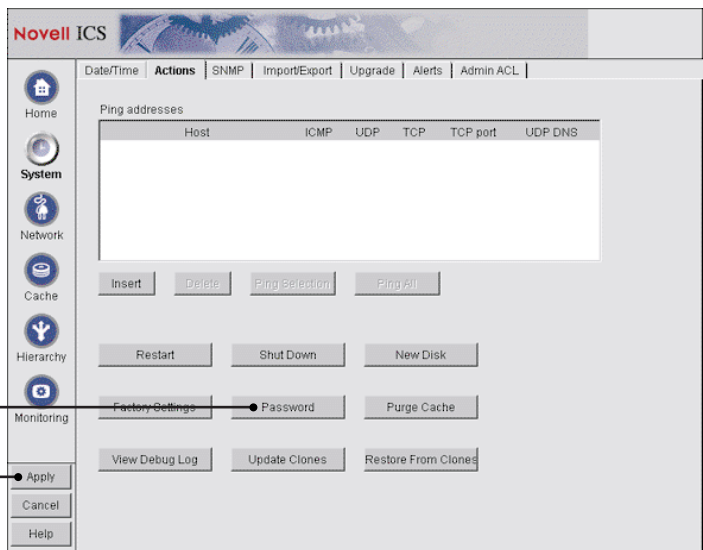 Novell ICS
Date/Time Actions SNMP Import/Export Upgrade Alerts Admin ACL
Home
System
Network
Cache
Hierarchy
Monitoring
Ping addresses
Host ICMP UDP TCP TCP port UDP DNS
Insert Delete Ping Selection Ping All
Restart Shut Down New Disk
Factory Settings Password Purge Cache
View Debug Log Update Clones Restore From Clones
Apply
Cancel
Help